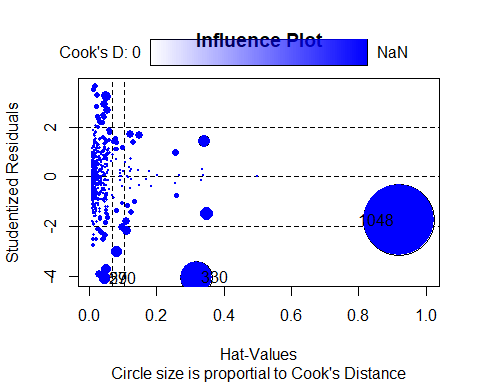 Influence Plot
Cook's D: 0 NaN
Studentized Residuals
2
0
-2
-4
1048
330
0.0 0.2 0.4 0.6 0.8 1.0
Hat-Values
Circle size is proportial to Cook's Distance